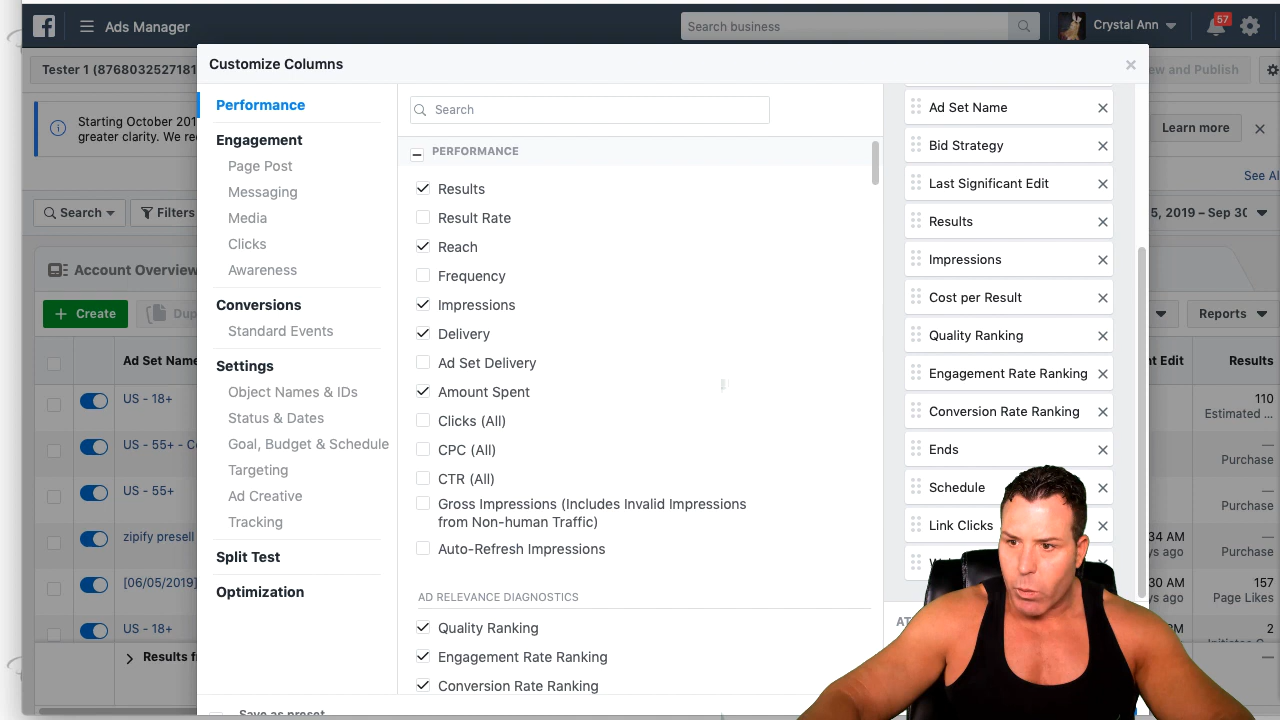 Ads Manager
Search business
Crystal Ann
57
Customize Columns
Tester 1 (8768032527181
ew and Publish
Starting October 201
greater clarity. We re
Learn more
See Al
Search
Filters
5, 2019 – Sep 30
Account Overview
Create
Dup
Reports
Ad Set Name
nt Edit
Results
US - 18+
110
Estimated ...
US - 55+ - C
—
Purchase
US - 55+
—
Purchase
zipify presell
34 AM
ys ago
—
Purchase
[06/05/2019]
30 AM
ys ago
157
Page Likes
US - 18+
PM
2
Results f
—
Performance
Engagement
Page Post
Messaging
Media
Clicks
Awareness
Conversions
Standard Events
Settings
Object Names & IDs
Status & Dates
Goal, Budget & Schedule
Targeting
Ad Creative
Tracking
Split Test
Optimization
Search
PERFORMANCE
Results
Result Rate
Reach
Frequency
Impressions
Delivery
Ad Set Delivery
Amount Spent
Clicks (All)
CPC (All)
CTR (All)
Gross Impressions (Includes Invalid Impressions
from Non-human Traffic)
Auto-Refresh Impressions
AD RELEVANCE DIAGNOSTICS
Quality Ranking
Engagement Rate Ranking
Conversion Rate Ranking
Save as preset
Ad Set Name
Bid Strategy
Last Significant Edit
Results
Impressions
Cost per Result
Quality Ranking
Engagement Rate Ranking
Conversion Rate Ranking
Ends
Schedule
Link Clicks